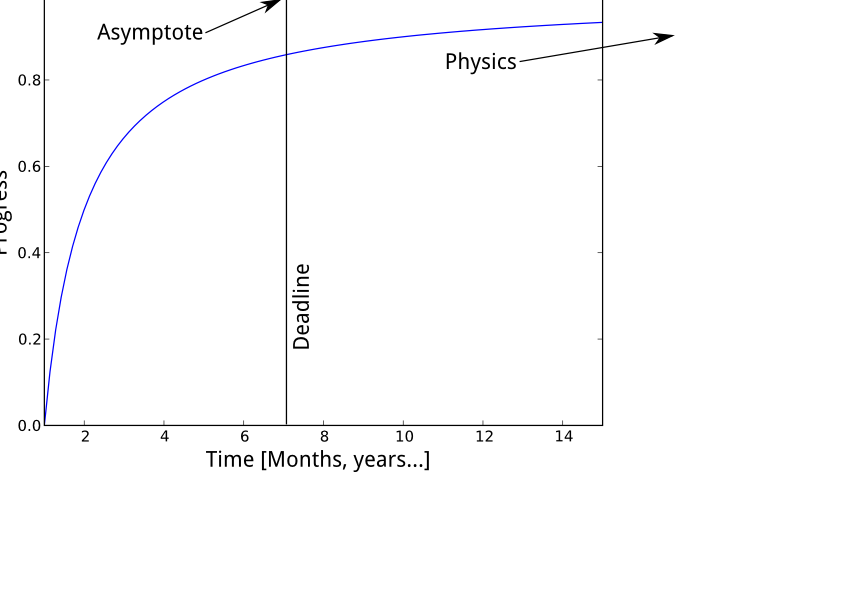 Asymptote
Physics
0.8
0.6
0.4
0.2
0.0
Progress
Deadline
2 4 6 8 10 12 14
Time [Months, years...]